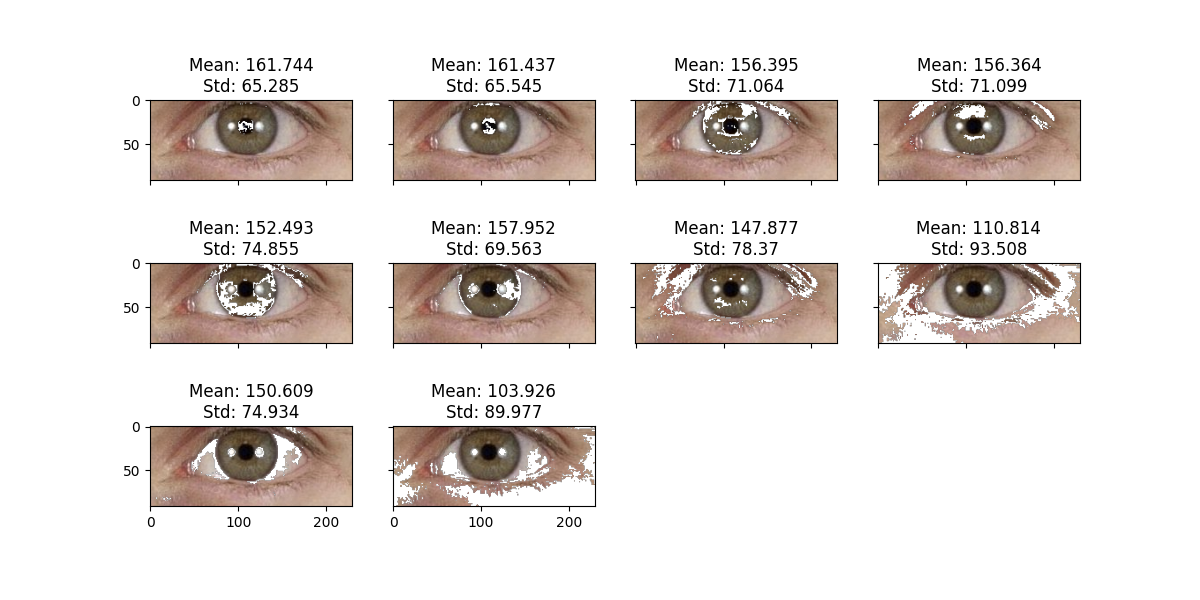 Mean: 161.744
Std: 65.285
Mean: 161.437
Std: 65.545
Mean: 156.395
Std: 71.064
Mean: 156.364
Std: 71.099
0
50
Mean: 152.493
Std: 74.855
Mean: 157.952
Std: 69.563
Mean: 147.877
Std: 78.37
Mean: 110.814
Std: 93.508
0
50
Mean: 150.609
Std: 74.934
Mean: 103.926
Std: 89.977
0
50
0 100 200
0 100 200